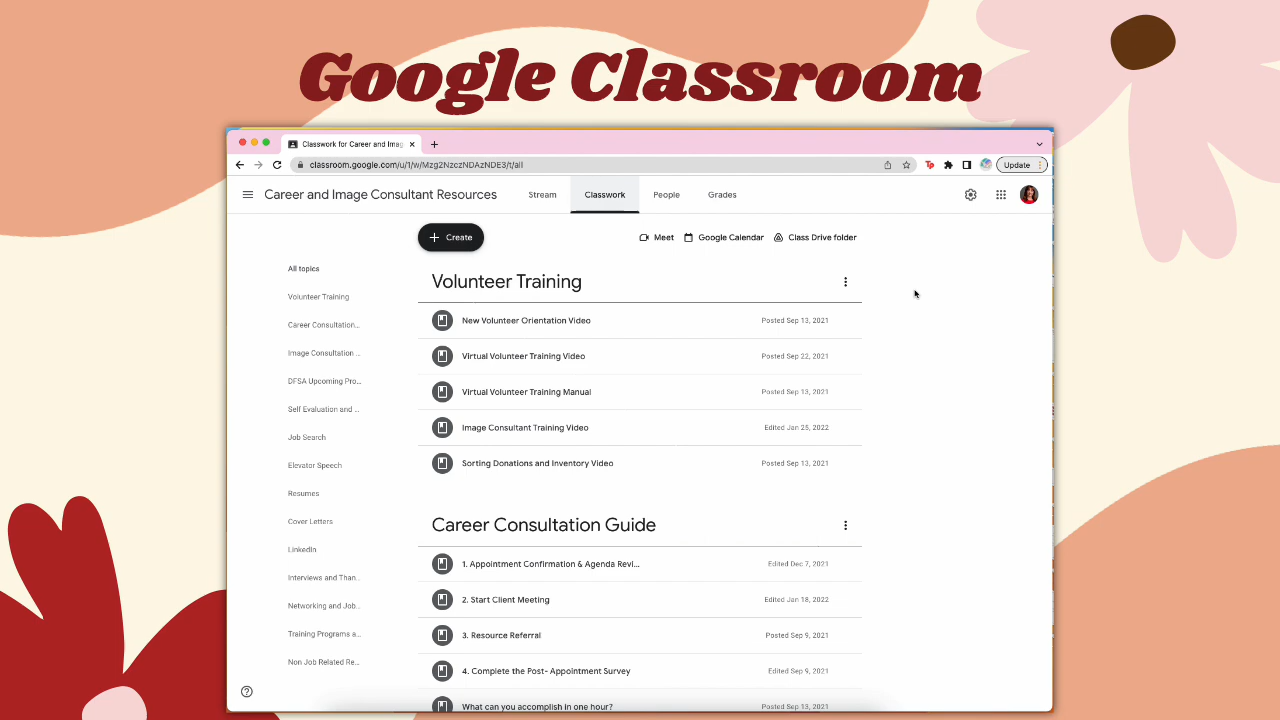 Google Classroom
Classwork for Career and Imag
Update
classroom.google.com/u/1/w/Mzg2NzczNDAzNDE3/t/all
Career and Image Consultant Resources
Stream
Classwork
People
Grades
Create
Meet
Google Calendar
Class Drive folder
All topics
Volunteer Training
Career Consultation...
Image Consultation ...
DFSA Upcoming Pro...
Self Evaluation and ...
Job Search
Elevator Speech
Resumes
Cover Letters
LinkedIn
Interviews and Than...
Networking and Job...
Training Programs a...
Non Job Related Re...
Volunteer Training
New Volunteer Orientation Video
Posted Sep 13, 2021
Virtual Volunteer Training Video
Posted Sep 22, 2021
Virtual Volunteer Training Manual
Posted Sep 13, 2021
Image Consultant Training Video
Edited Jan 25, 2022
Sorting Donations and Inventory Video
Posted Sep 13, 2021
Career Consultation Guide
1. Appointment Confirmation & Agenda Revi...
Edited Dec 7, 2021
2. Start Client Meeting
Edited Jan 18, 2022
3. Resource Referral
Posted Sep 9, 2021
4. Complete the Post- Appointment Survey
Edited Sep 9, 2021
What can you accomplish in one hour?
Posted Sep 13, 2021